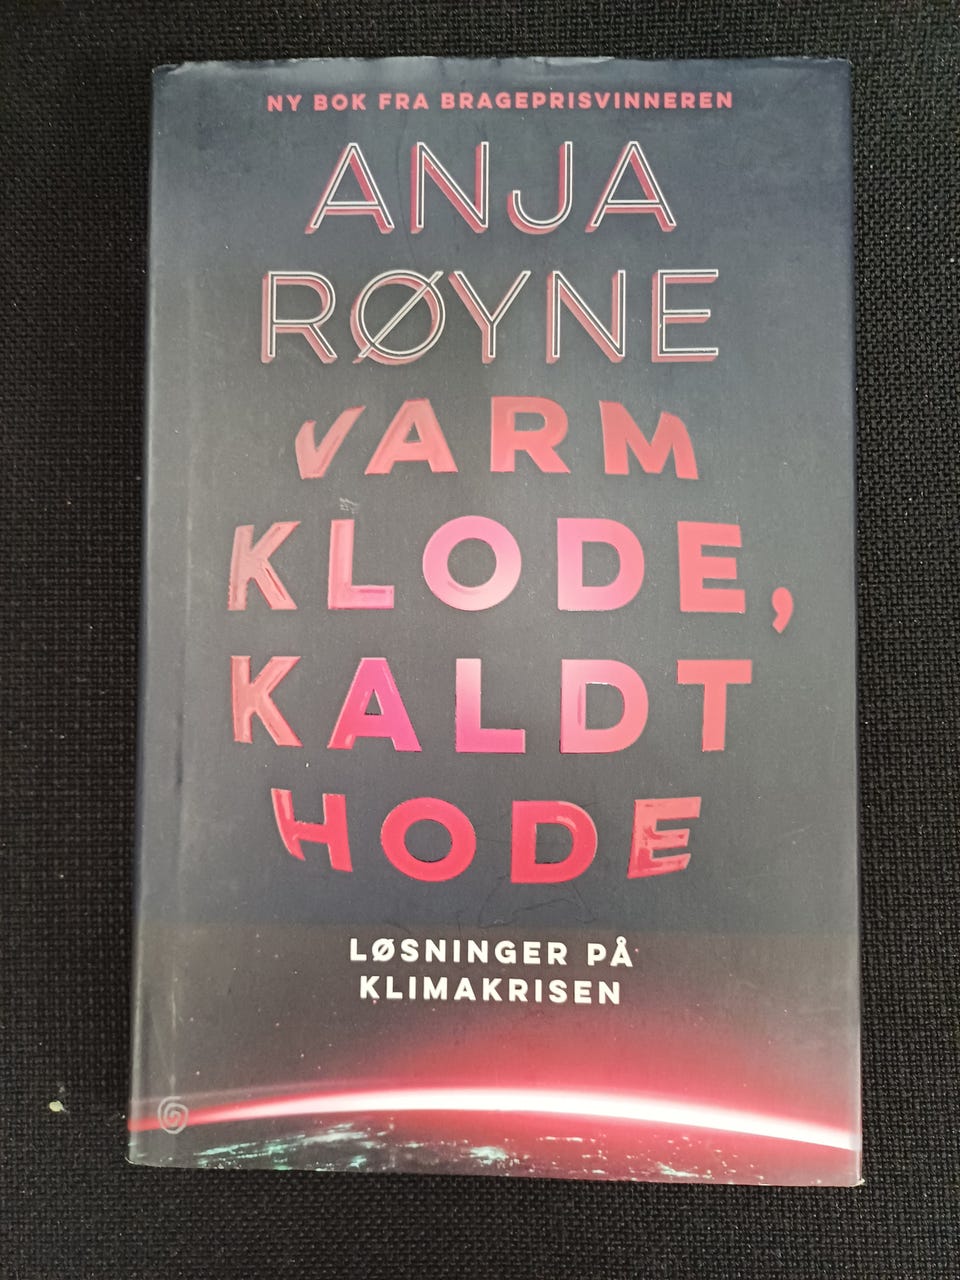 NY BOK FRA BRAGEPRISVINNEREN
ANJA
RØYNE
VARM
KLODE,
KALDT
HODE
LØSNINGER PÅ
KLIMAKRISEN